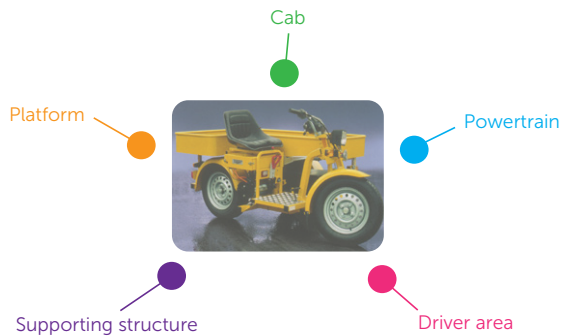 Cab
Platform
Powertrain
Supporting structure
Driver area